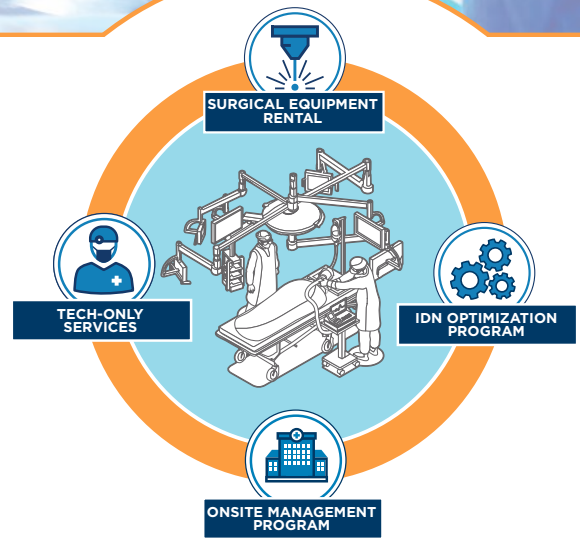 SURGICAL EQUIPMENT
RENTAL
TECH-ONLY
SERVICES
IDN OPTIMIZATION
PROGRAM
ONSITE MANAGEMENT
PROGRAM